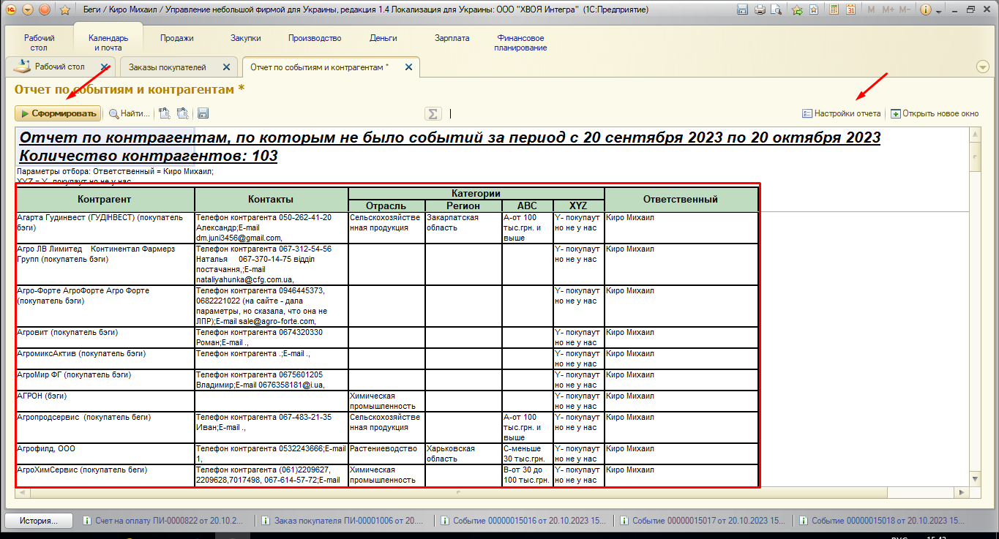 Беги / Киро Михаил / Управление небольшой фирмой для Украины, редакция 1.4 Локализация для Украины: ООО "ХВОЯ Интегра" (1С:Предприятие)
M M+ M-
Рабочий стол
Календарь и почта
Продажи
Закупки
Производство
Деньги
Зарплата
Финансовое планирование
Рабочий стол
Заказы покупателей
Отчет по событиям и контрагентам *
Отчет по событиям и контрагентам *
Сформировать
Найти...
Σ
Настройки отчета
Открыть новое окно
Отчет по контрагентам, по которым не было событий за период с 20 сентября 2023 по 20 октября 2023
Количество контрагентов: 103
Параметры отбора: Ответственный = Киро Михаил;
XYZ = Y- покупаут но не у нас
Контрагент
Контакты
Категории
Ответственный
Отрасль
Регион
ABC
XYZ
Агарта Гудинвест (ГУДІНВЕСТ) (покупатель
бэги)
Телефон контрагента 050-262-41-20
Александр;E-mail
dm.juni3456@gmail.com,
Сельскохозяйстве
нная продукция
Закарпатская
область
А-от 100
тыс.грн. и
выше
Y- покупаут
но не у нас
Киро Михаил
Агро ЛВ Лимитед Континентал Фармерз
Групп (покупатель бэги)
Телефон контрагента 067-312-54-56
Наталья 067-370-14-75 відділ
постачання,;E-mail
nataliyahunka@cfg.com.ua,
Y- покупаут
но не у нас
Киро Михаил
Агро-Форте АгроФорте Агро Форте
(покупатель бэги)
Телефон контрагента 0946445373,
0682221022 (на сайте - дала
параметры, но сказала, что она не
ЛПР);E-mail sale@agro-forte.com,
Y- покупаут
но не у нас
Киро Михаил
Агровит (покупатель бэги)
Телефон контрагента 0674320330
Роман;E-mail .,
Y- покупаут
но не у нас
Киро Михаил
АгромиксАктив (покупатель бэги)
Телефон контрагента .;E-mail .,
Y- покупаут
но не у нас
Киро Михаил
АгроМир ФГ (покупатель бэги)
Телефон контрагента 0675601205
Владимир;E-mail 0676358181@i.ua,
Y- покупаут
но не у нас
Киро Михаил
АГРОН (бэги)
Химическая
промышленность
Y- покупаут
но не у нас
Киро Михаил
Агропродсервис (покупатель беги)
Телефон контрагента 067-483-21-35
Иван;E-mail .,
Сельскохозяйстве
нная продукция
А-от 100
тыс.грн. и
выше
Y- покупаут
но не у нас
Киро Михаил
Агрофилд, ООО
Телефон контрагента 0532243666;E-mail
1,
Растениеводство
Харьковская
область
С-меньше
30 тыс.грн.
Y- покупаут
но не у нас
Киро Михаил
АгроХимСервис (покупатель беги)
Телефон контрагента (061)2209627,
2209628,7017498, 067-614-57-72;E-mail
Химическая
промышленность
В-от 30 до
100 тыс.грн.
Y- покупаут
но не у нас
Киро Михаил
История...
Счет на оплату ПИ-0000822 от 20.10.2...
Заказ покупателя ПИ-00001006 от 20....
Событие 00000015016 от 20.10.2023 15...
Событие 00000015017 от 20.10.2023 15...
Событие 00000015018 от 20.10.2023 15...